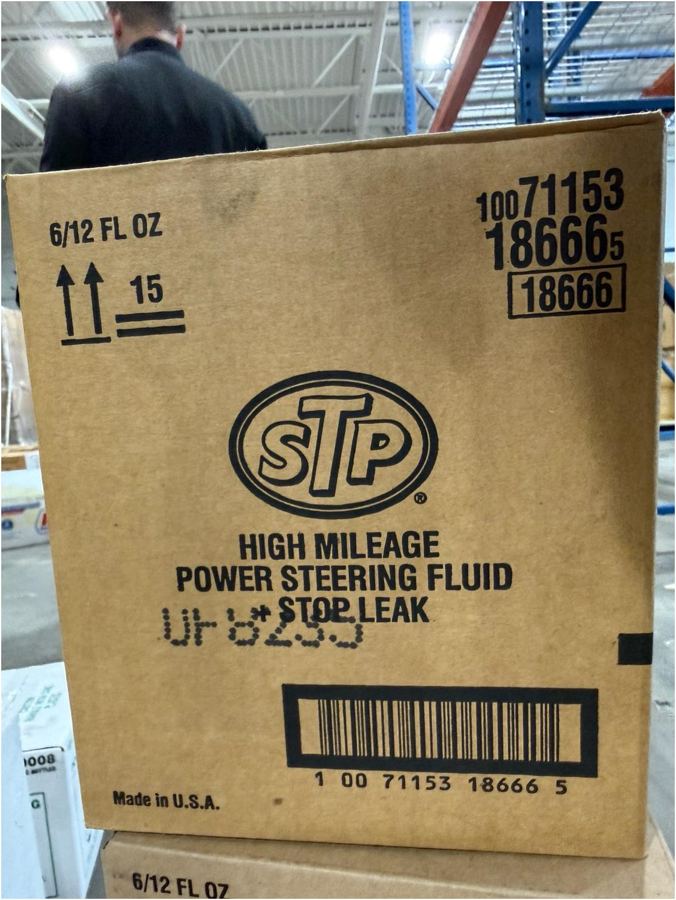 6/12 FL OZ
15
10071153
186665
18666
STP®
HIGH MILEAGE
POWER STEERING FLUID
+ STOP LEAK
1 00 71153 18666 5
Made in U.S.A.
6/12 FL OZ
G